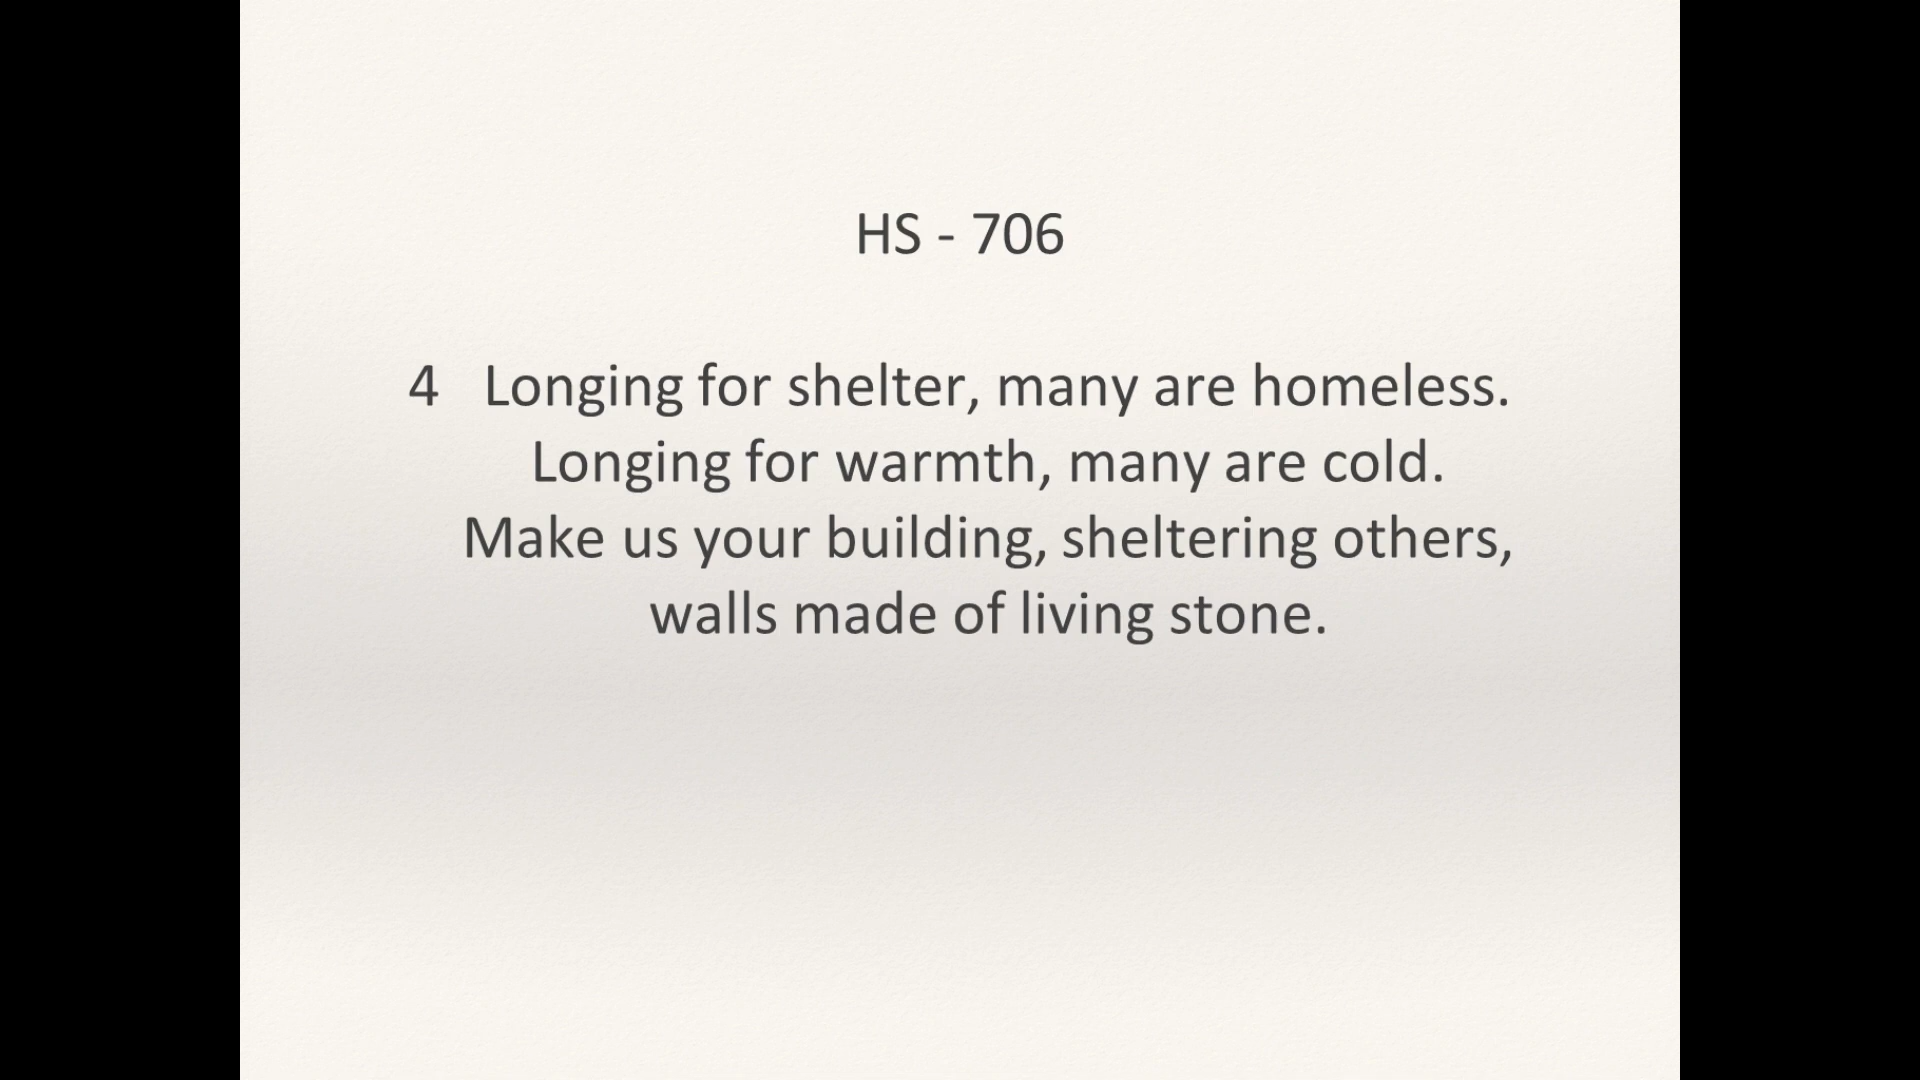 HS - 706
4 Longing for shelter, many are homeless.
Longing for warmth, many are cold.
Make us your building, sheltering others,
walls made of living stone.